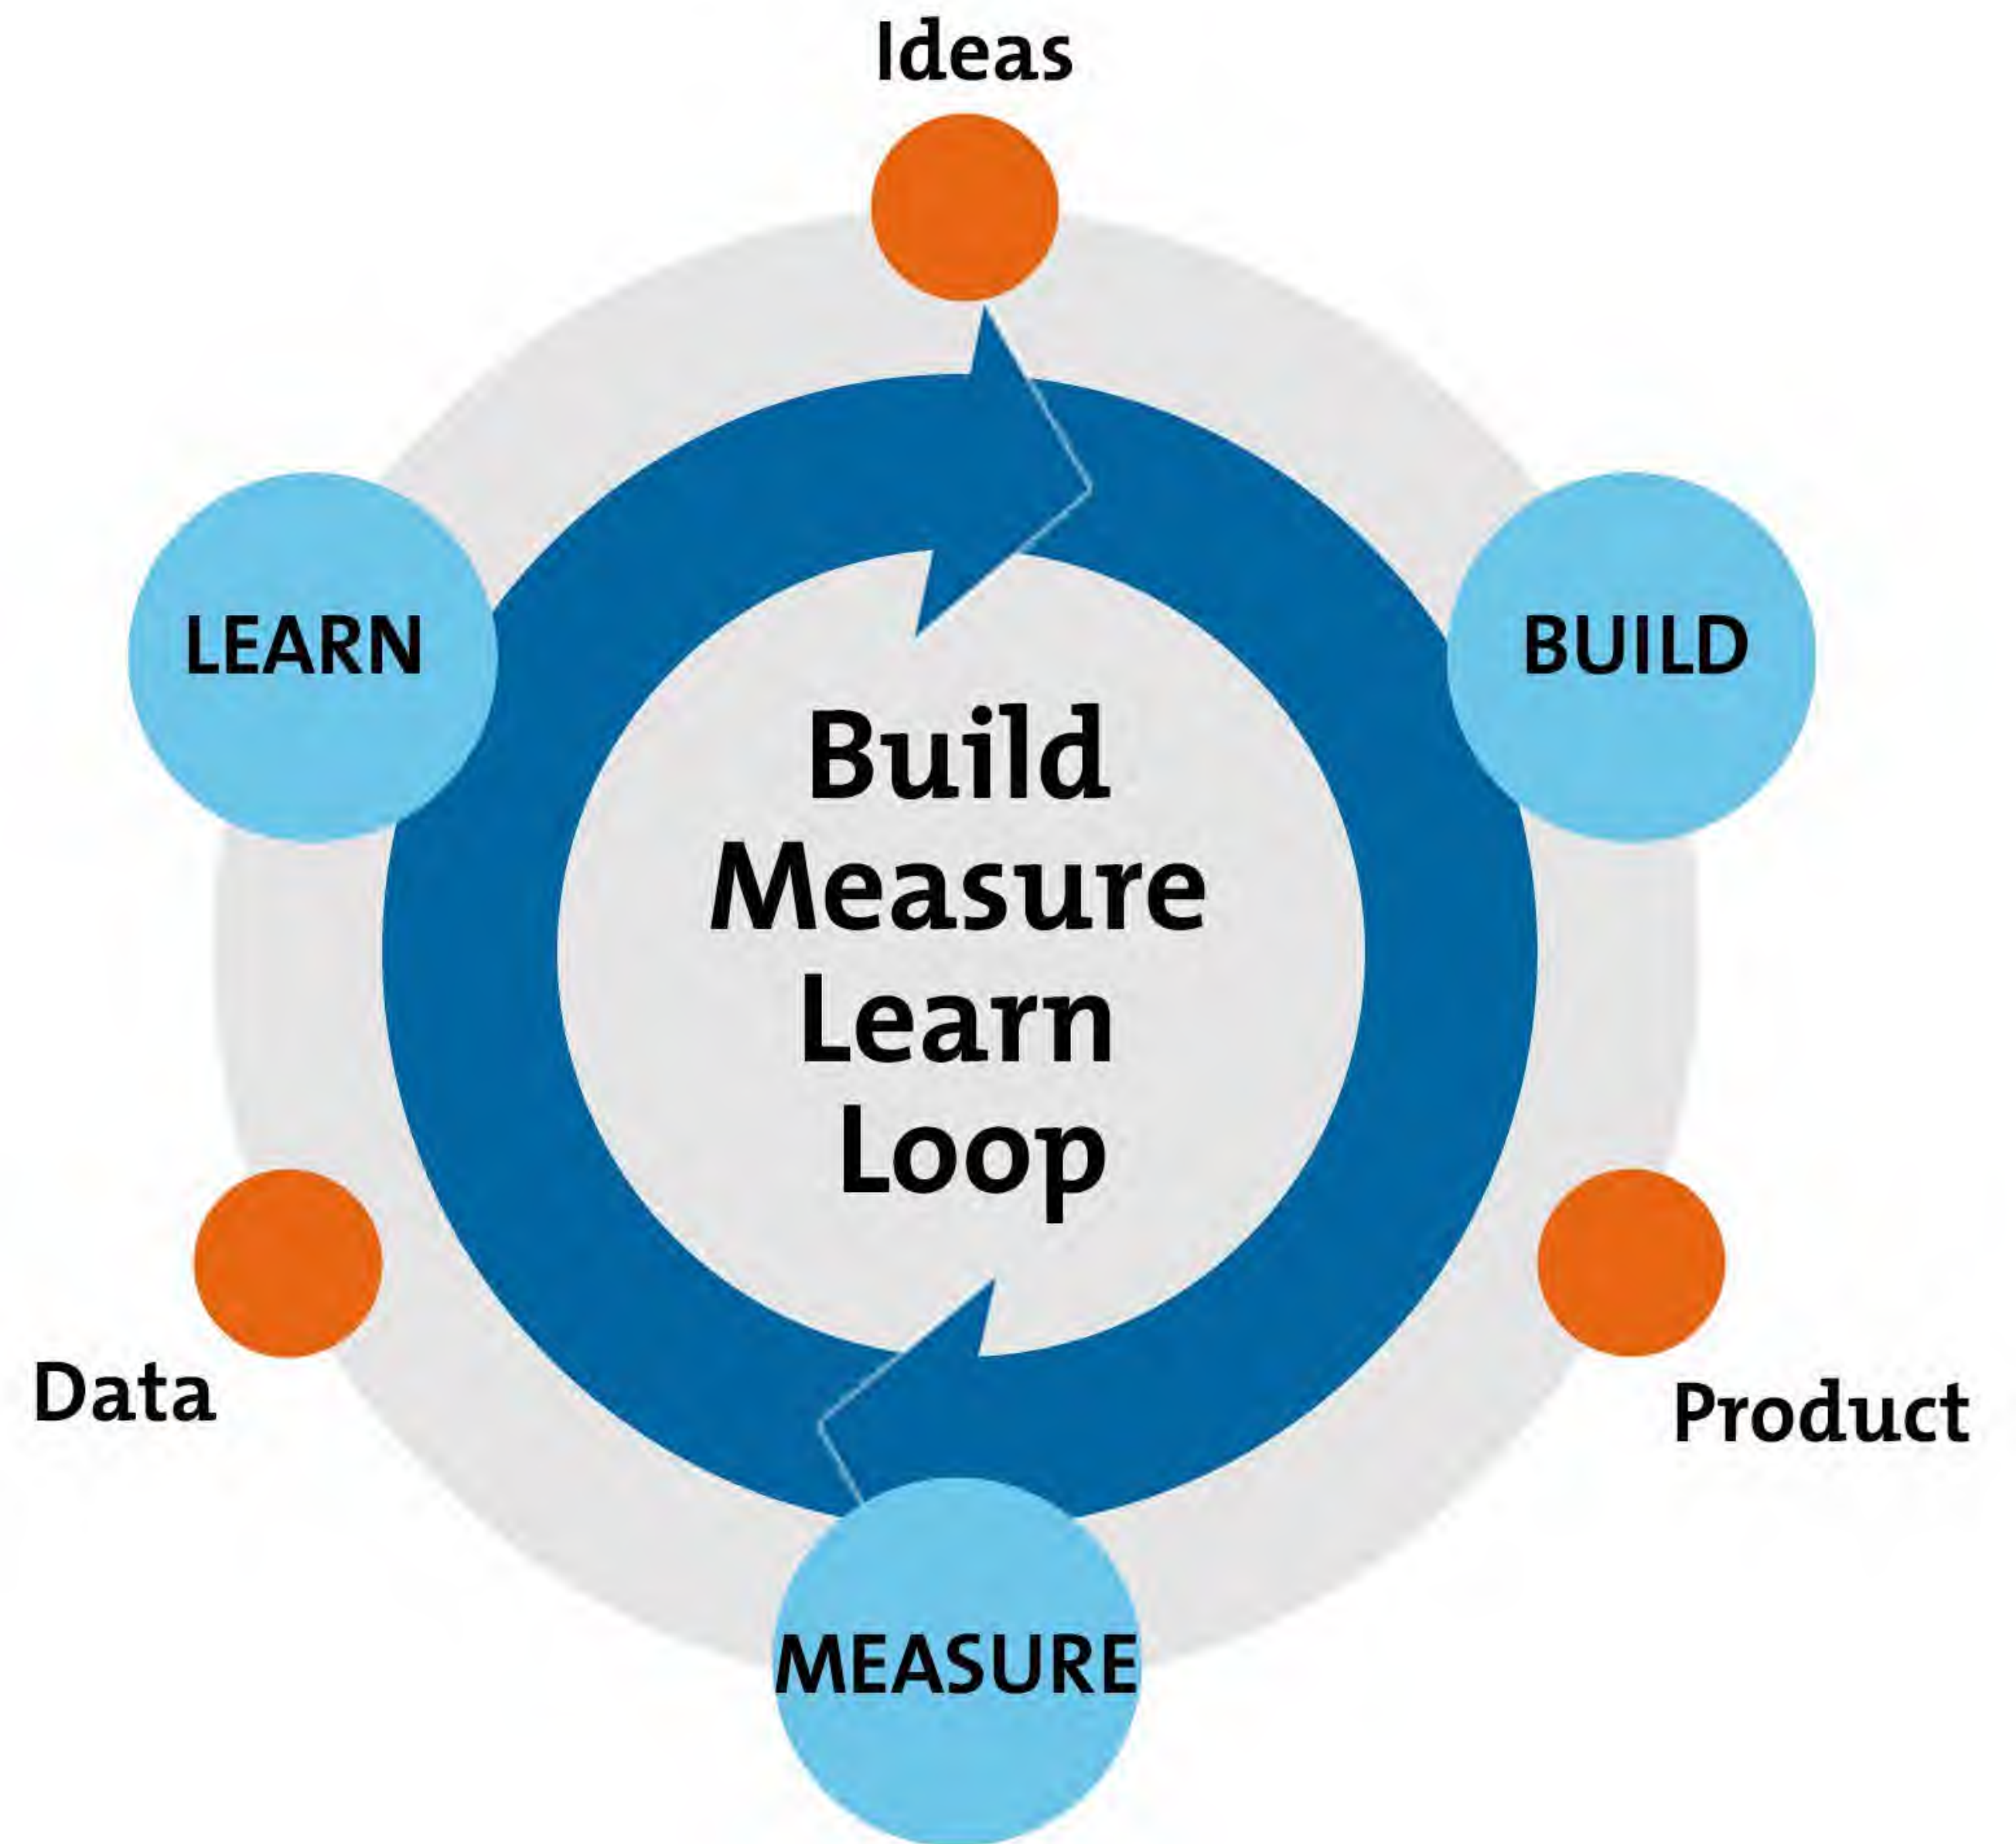 Ideas
LEARN
BUILD
Build
Measure
Learn
Loop
Data
Product
MEASURE